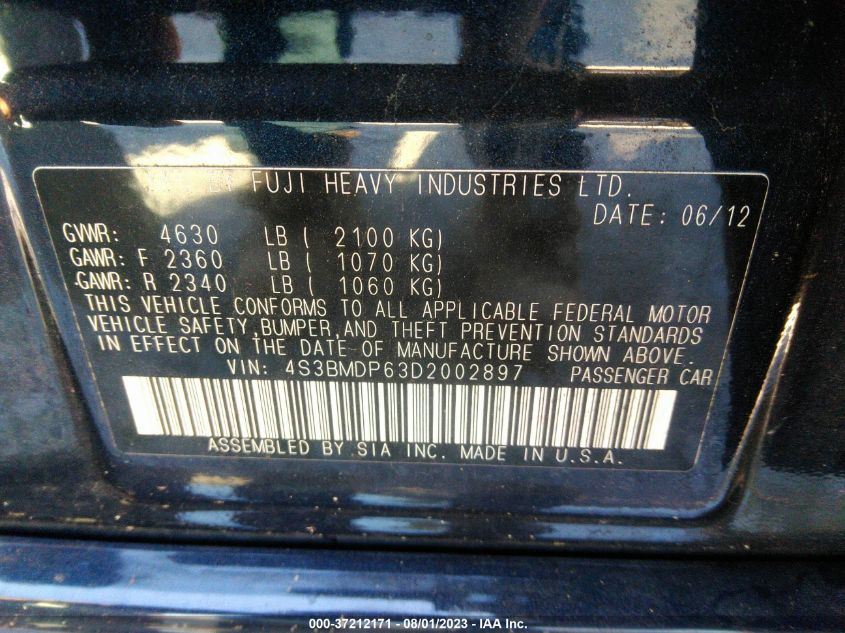 FUJI HEAVY INDUSTRIES LTD.
DATE: 06/12
GVWR: 4630 LB ( 2100 KG)
GAWR: F 2360 LB ( 1070 KG)
GAWR: R 2340 LB ( 1060 KG)
THIS VEHICLE CONFORMS TO ALL APPLICABLE FEDERAL MOTOR
VEHICLE SAFETY,BUMPER,AND THEFT PREVENTION STANDARDS
IN EFFECT ON THE DATE OF MANUFACTURE SHOWN ABOVE.
VIN: 4S3BMDP63D2002897 PASSENGER CAR
ASSEMBLED BY SIA INC. MADE IN U.S.A.
000-37212171 - 08/01/2023 - IAA Inc.